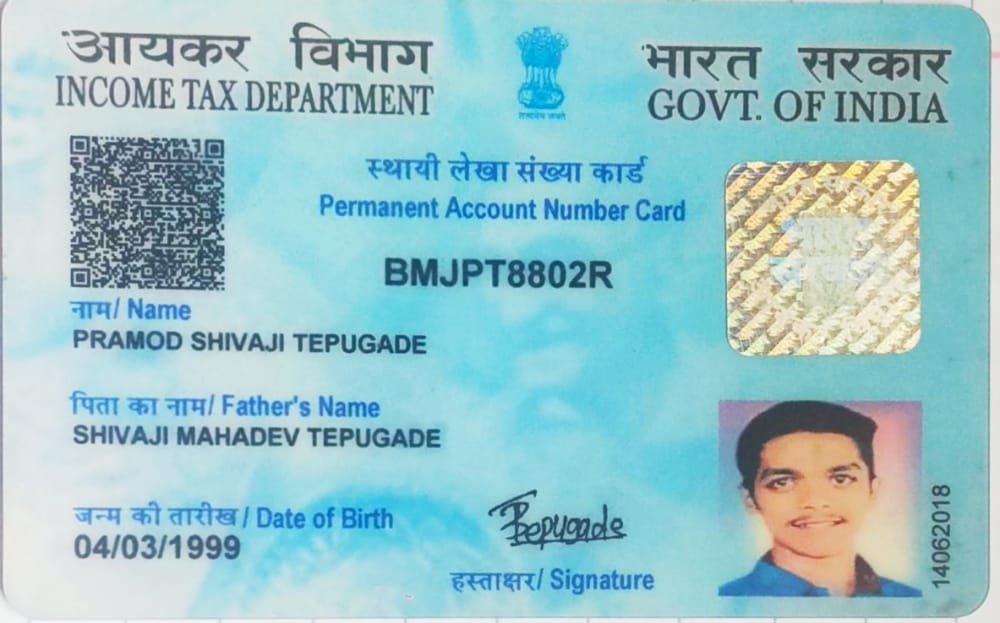 आयकर विभाग
INCOME TAX DEPARTMENT
भारत सरकार
GOVT. OF INDIA
सत्यमेव जयते
स्थायी लेखा संख्या कार्ड
Permanent Account Number Card
BMJPT8802R
नाम/ Name
PRAMOD SHIVAJI TEPUGADE
पिता का नाम/ Father's Name
SHIVAJI MAHADEV TEPUGADE
जन्म की तारीख/ Date of Birth
04/03/1999
Tepugade
हस्ताक्षर/ Signature
14062018